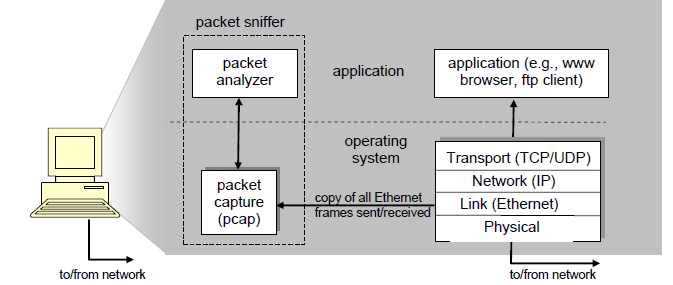 packet sniffer
packet
analyzer
application
application (e.g., www
browser, ftp client)
operating
system
packet
capture
(pcap)
copy of all Ethernet
frames sent/received
Transport (TCP/UDP)
Network (IP)
Link (Ethernet)
Physical
to/from network
to/from network